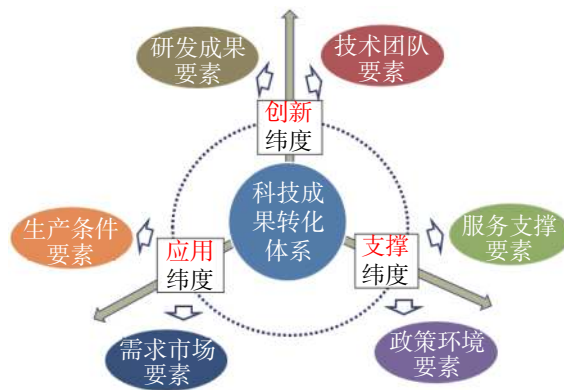 研发成果
要素
技术团队
要素
创新
纬度
科技成
果转化
体系
生产条件
要素
服务支撑
要素
应用
纬度
支撑
纬度
需求市场
要素
政策环境
要素